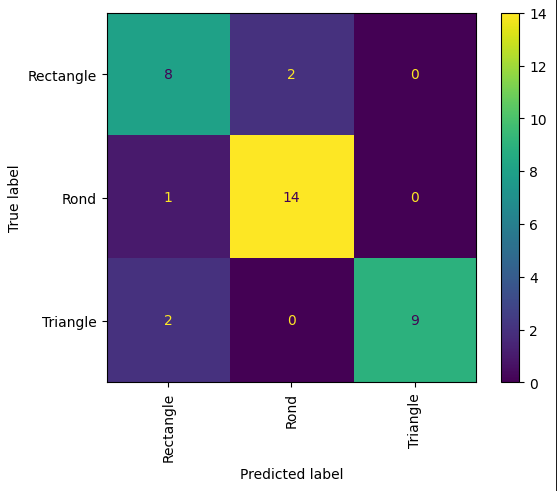 Rectangle 8 2 0
Rond 1 14 0
Triangle 2 0 9
Rectangle Rond Triangle
Predicted label
True label
14
12
10
8
6
4
2
0